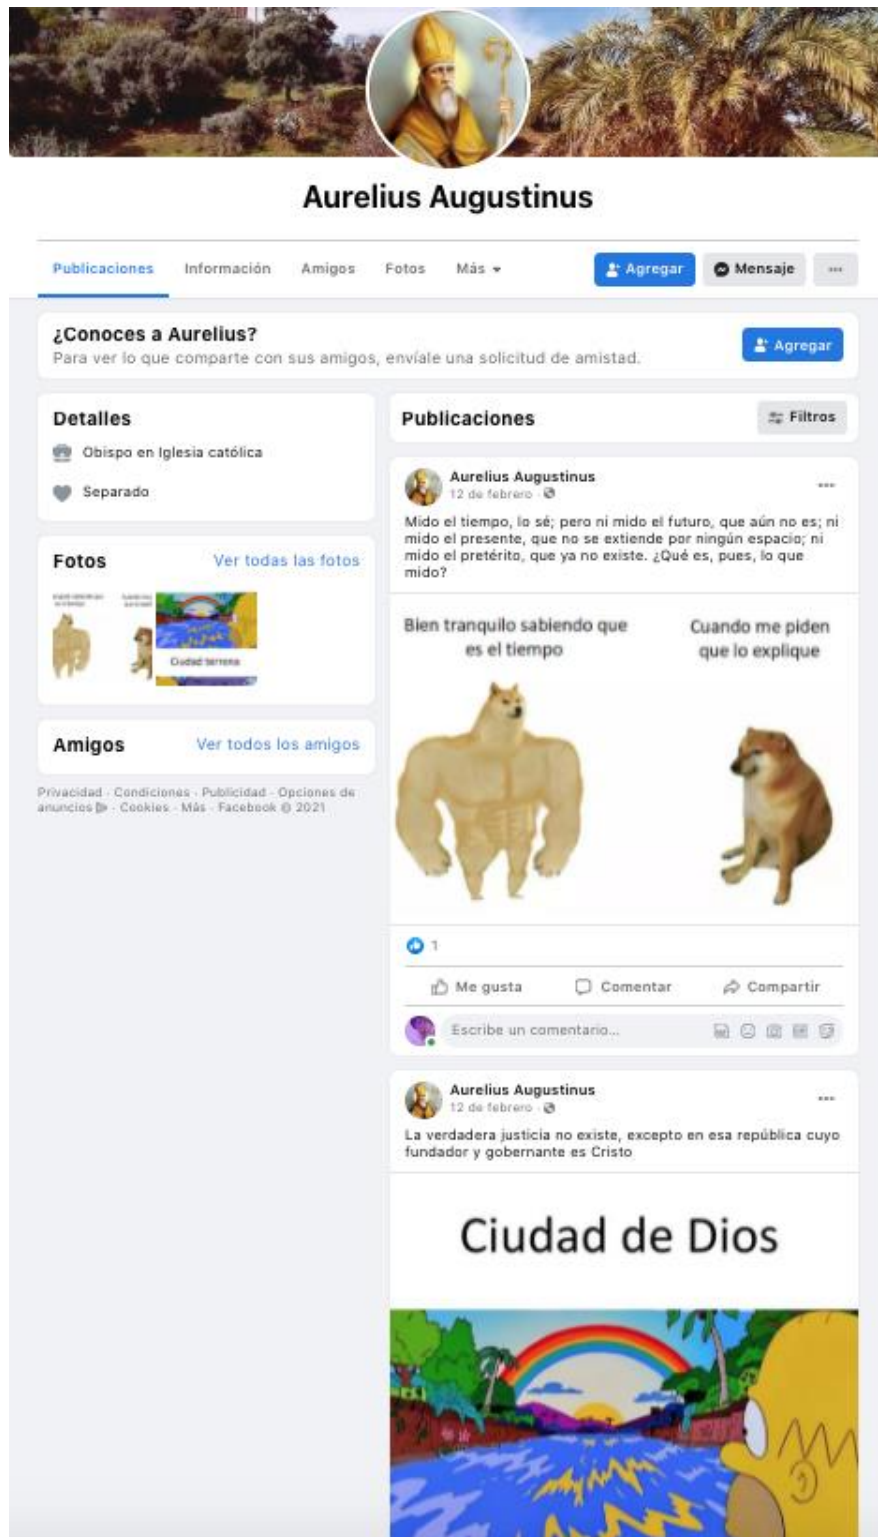 Aurelius Augustinus
Publicaciones
Información
Amigos
Fotos
Más
Agregar
Mensaje
¿Conoces a Aurelius?
Para ver lo que comparte con sus amigos, envíale una solicitud de amistad.
Agregar
Detalles
Obispo en Iglesia católica
Separado
Fotos
Ver todas las fotos
Ciudad terrena
Amigos
Ver todos los amigos
Privacidad · Condiciones · Publicidad · Opciones de
anuncios · Cookies · Más · Facebook © 2021
Publicaciones
Filtros
Aurelius Augustinus
12 de febrero ·
Mido el tiempo, lo sé; pero ni mido el futuro, que aún no es; ni
mido el presente, que no se extiende por ningún espacio; ni
mido el pretérito, que ya no existe. ¿Qué es, pues, lo que
mido?
Bien tranquilo sabiendo que
es el tiempo
Cuando me piden
que lo explique
1
Me gusta
Comentar
Compartir
Escribe un comentario...
Aurelius Augustinus
12 de febrero ·
La verdadera justicia no existe, excepto en esa república cuyo
fundador y gobernante es Cristo
Ciudad de Dios